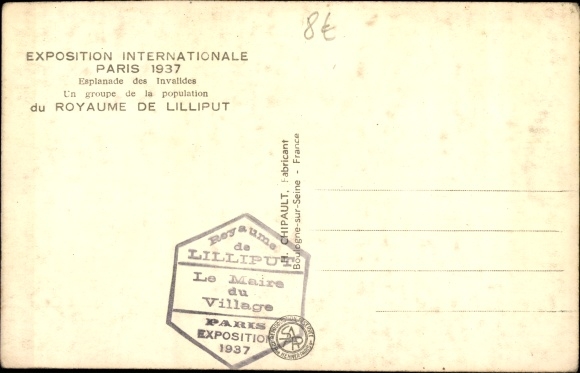 8€
EXPOSITION INTERNATIONALE
PARIS 1937
Esplanade des Invalides
Un groupe de la population
du ROYAUME DE LILLIPUT
H. CHIPAULT, Fabricant
Boulogne-sur-Seine - France
Royaume
de
LILLIPUT
Le Maire
du
Village
PARIS
EXPOSITION
1937